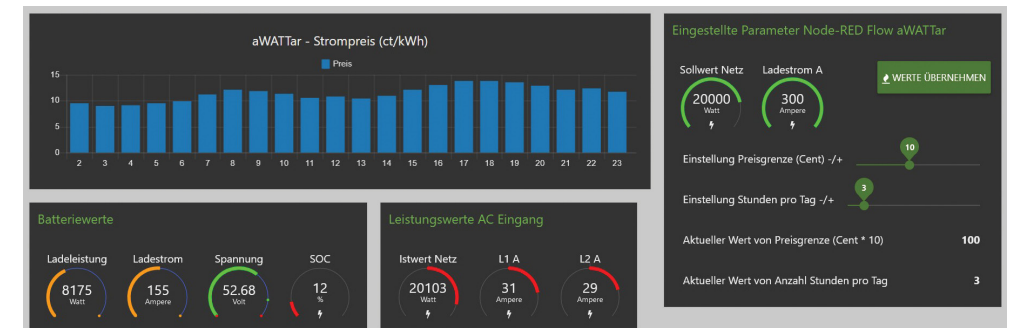 aWATTar - Strompreis (ct/kWh)
Preis
15
10
5
0
2 3 4 5 6 7 8 9 10 11 12 13 14 15 16 17 18 19 20 21 22 23
Eingestellte Parameter Node-RED Flow aWATTar
Sollwert Netz Ladestrom A
20000 300
Watt Ampere
WERTE ÜBERNEHMEN
10
Einstellung Preisgrenze (Cent) -/+
3
Einstellung Stunden pro Tag -/+
Aktueller Wert von Preisgrenze (Cent * 10) 100
Aktueller Wert von Anzahl Stunden pro Tag 3
Batteriewerte
Ladeleistung Ladestrom Spannung SOC
8175 155 52.68 12
Watt Ampere Volt %
Leistungswerte AC Eingang
Istwert Netz L1 A L2 A
20103 31 29
Watt Ampere Ampere